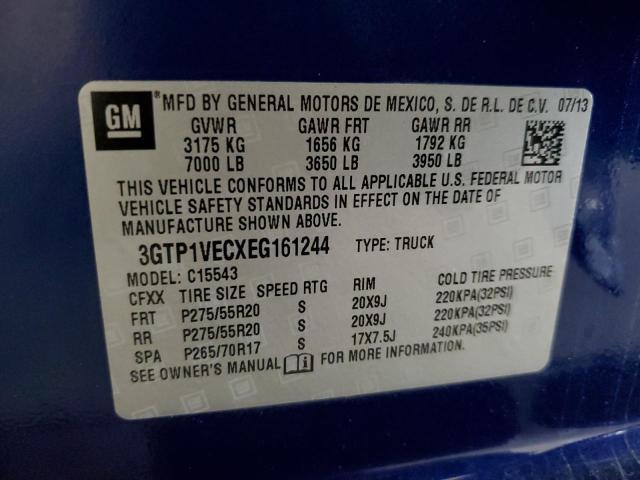 GM
®MFD BY GENERAL MOTORS DE MEXICO, S. DE R.L. DE C.V. 07/13
GVWR GAWR FRT GAWR RR
3175 KG 1656 KG 1792 KG
7000 LB 3650 LB 3950 LB
THIS VEHICLE CONFORMS TO ALL APPLICABLE U.S. FEDERAL MOTOR
VEHICLE SAFETY STANDARDS IN EFFECT ON THE DATE OF
MANUFACTURE SHOWN ABOVE.
3GTP1VECXEG161244 TYPE: TRUCK
MODEL: C15543
CFXX TIRE SIZE SPEED RTG RIM COLD TIRE PRESSURE
FRT P275/55R20 S 20X9J 220KPA(32PSI)
RR P275/55R20 S 20X9J 220KPA(32PSI)
SPA P265/70R17 S 17X7.5J 240KPA(35PSI)
SEE OWNER'S MANUAL FOR MORE INFORMATION.